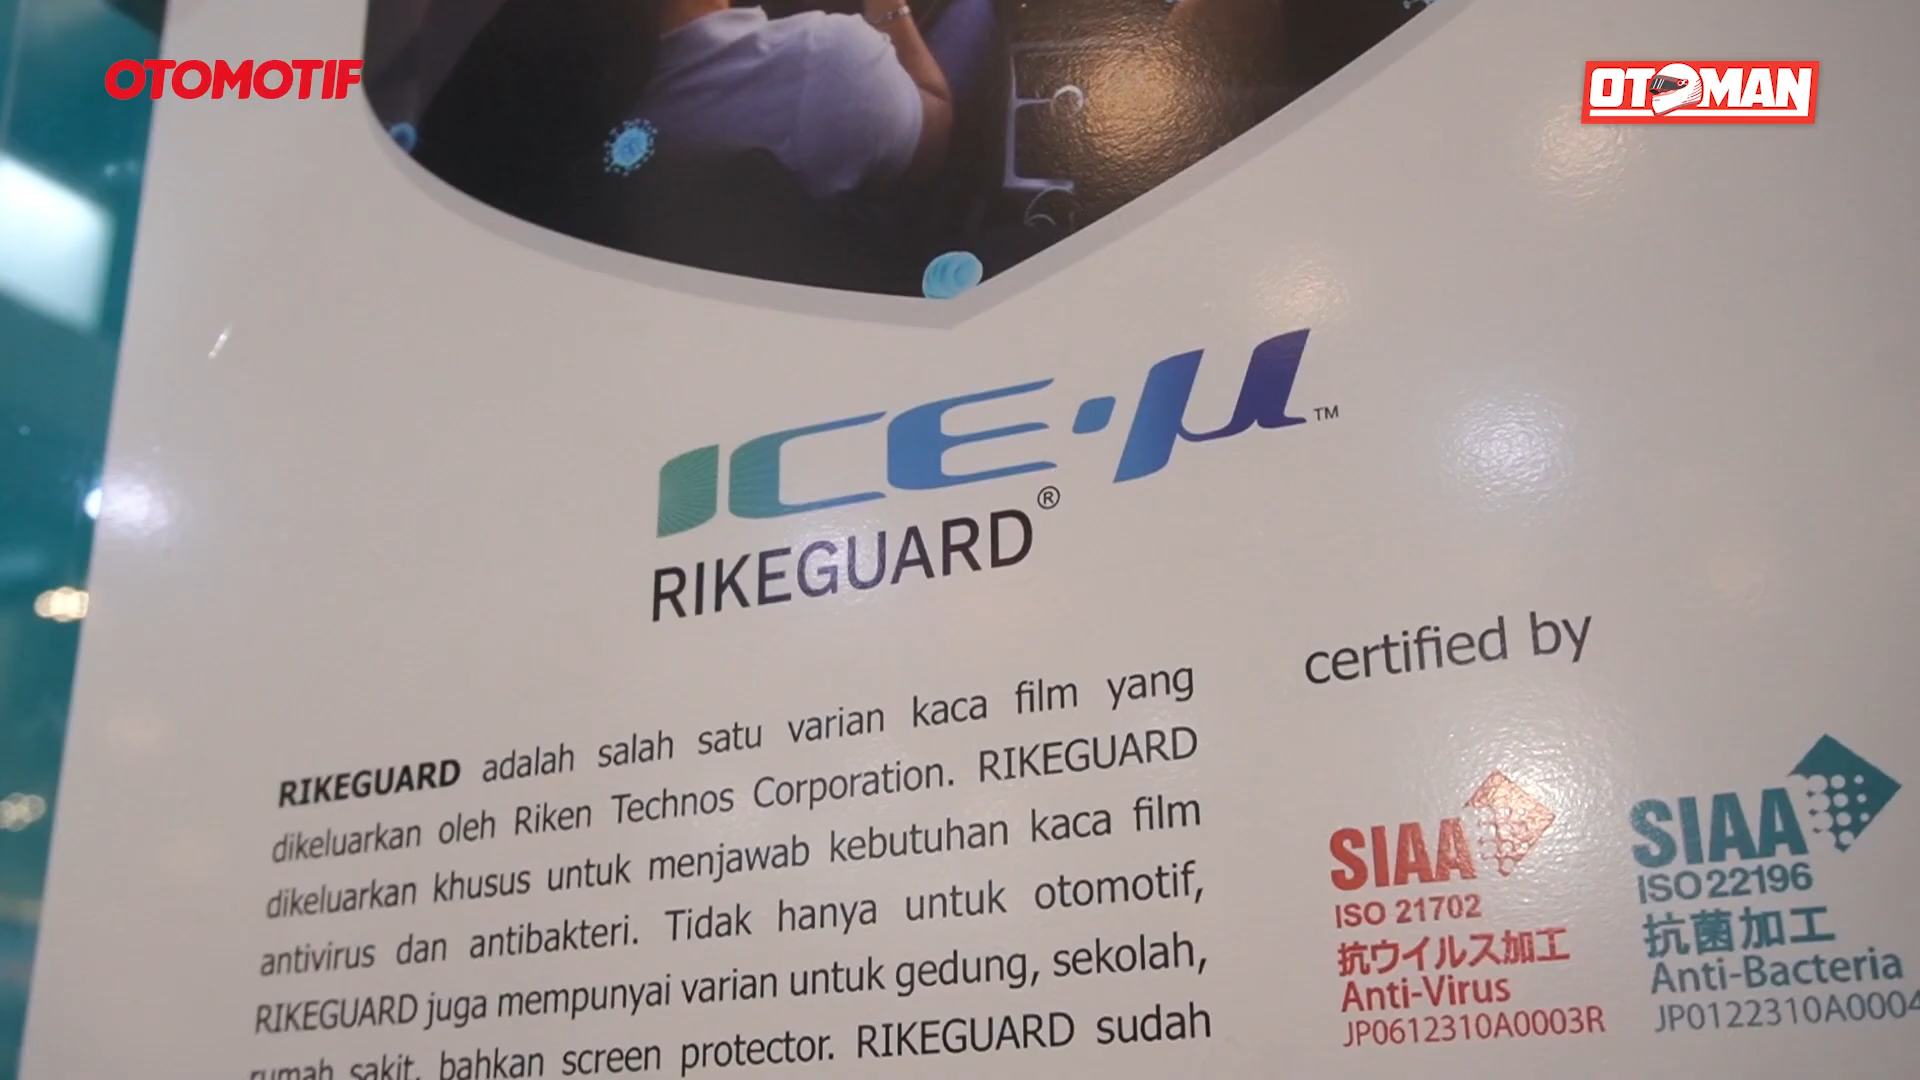 OTOMOTIF
OTOMAN
ICE·µ™
RIKEGUARD®
RIKEGUARD adalah salah satu varian kaca film yang
dikeluarkan oleh Riken Technos Corporation. RIKEGUARD
dikeluarkan khusus untuk menjawab kebutuhan kaca film
antivirus dan antibakteri. Tidak hanya untuk otomotif,
RIKEGUARD juga mempunyai varian untuk gedung, sekolah,
rumah sakit, bahkan screen protector. RIKEGUARD sudah
certified by
SIAA
ISO 21702
抗ウイルス加工
Anti-Virus
JP0612310A0003R
SIAA
ISO22196
抗菌加工
Anti-Bacteria
JP0122310A0004